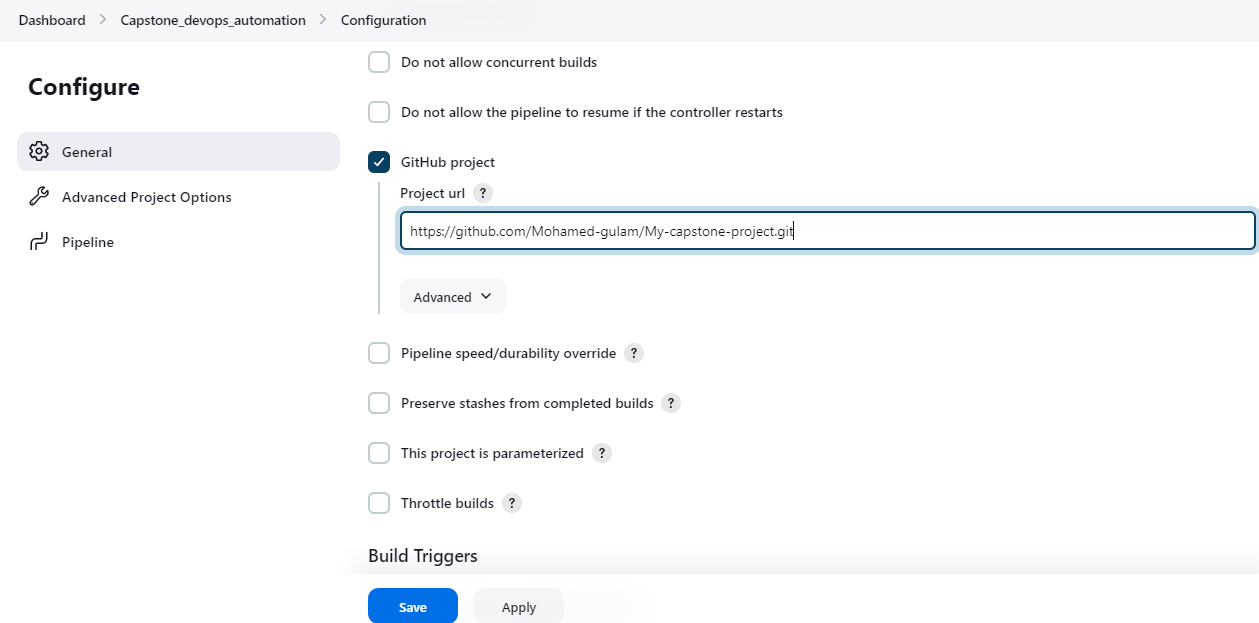 Dashboard > Capstone_devops_automation > Configuration
Configure
General
Advanced Project Options
Pipeline
Do not allow concurrent builds
Do not allow the pipeline to resume if the controller restarts
GitHub project
Project url ?
https://github.com/Mohamed-gulam/My-capstone-project.git
Advanced
Pipeline speed/durability override ?
Preserve stashes from completed builds ?
This project is parameterized ?
Throttle builds ?
Build Triggers
Save Apply